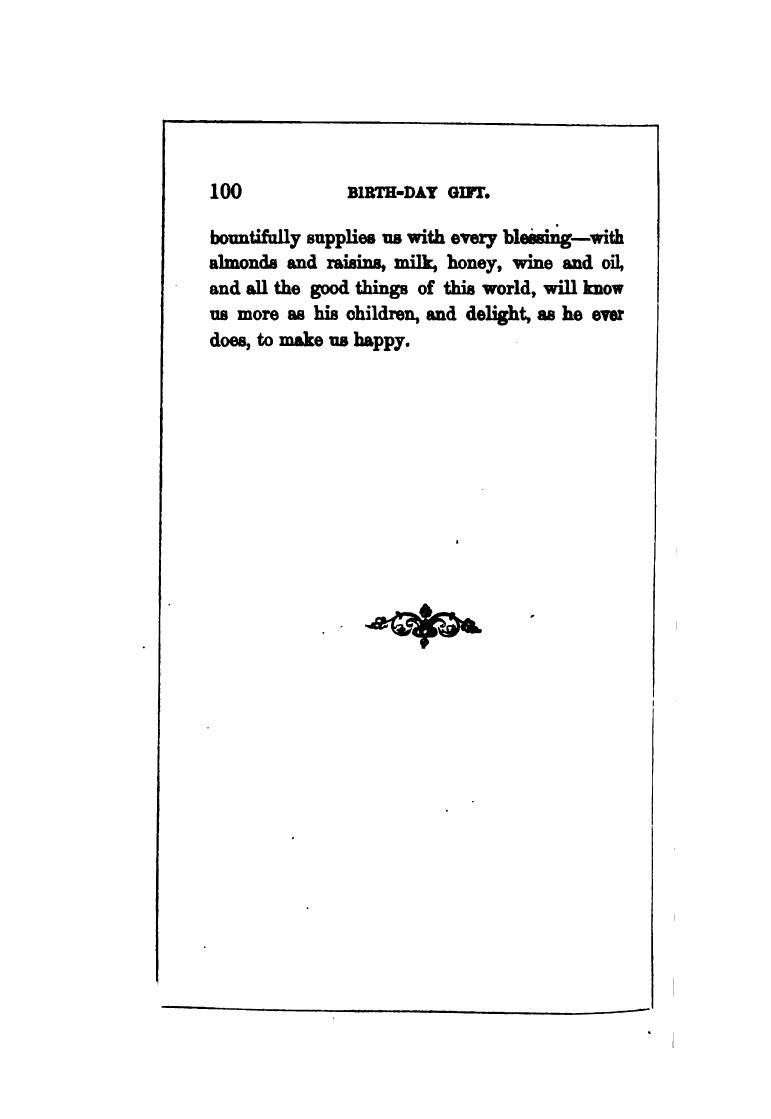 100 BIRTH-DAY GIFT.
bountifully supplies us with every blessing—with
almonds and raisins, milk, honey, wine and oil,
and all the good things of this world, will know
us more as his children, and delight, as he ever
does, to make us happy.